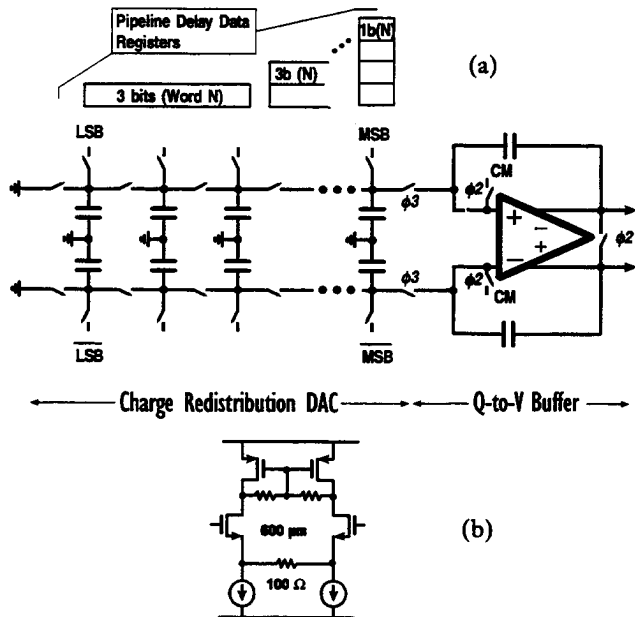 Pipeline Delay Data
Registers
1b(N)
3b (N)
(a)
3 bits (Word N)
LSB
MSB
CM
ϕ2
+
−
ϕ2
−
+
ϕ3
ϕ3
−
ϕ2
CM
LSB
MSB
Charge Redistribution DAC
Q-to-V Buffer
600 µm
(b)
100 Ω